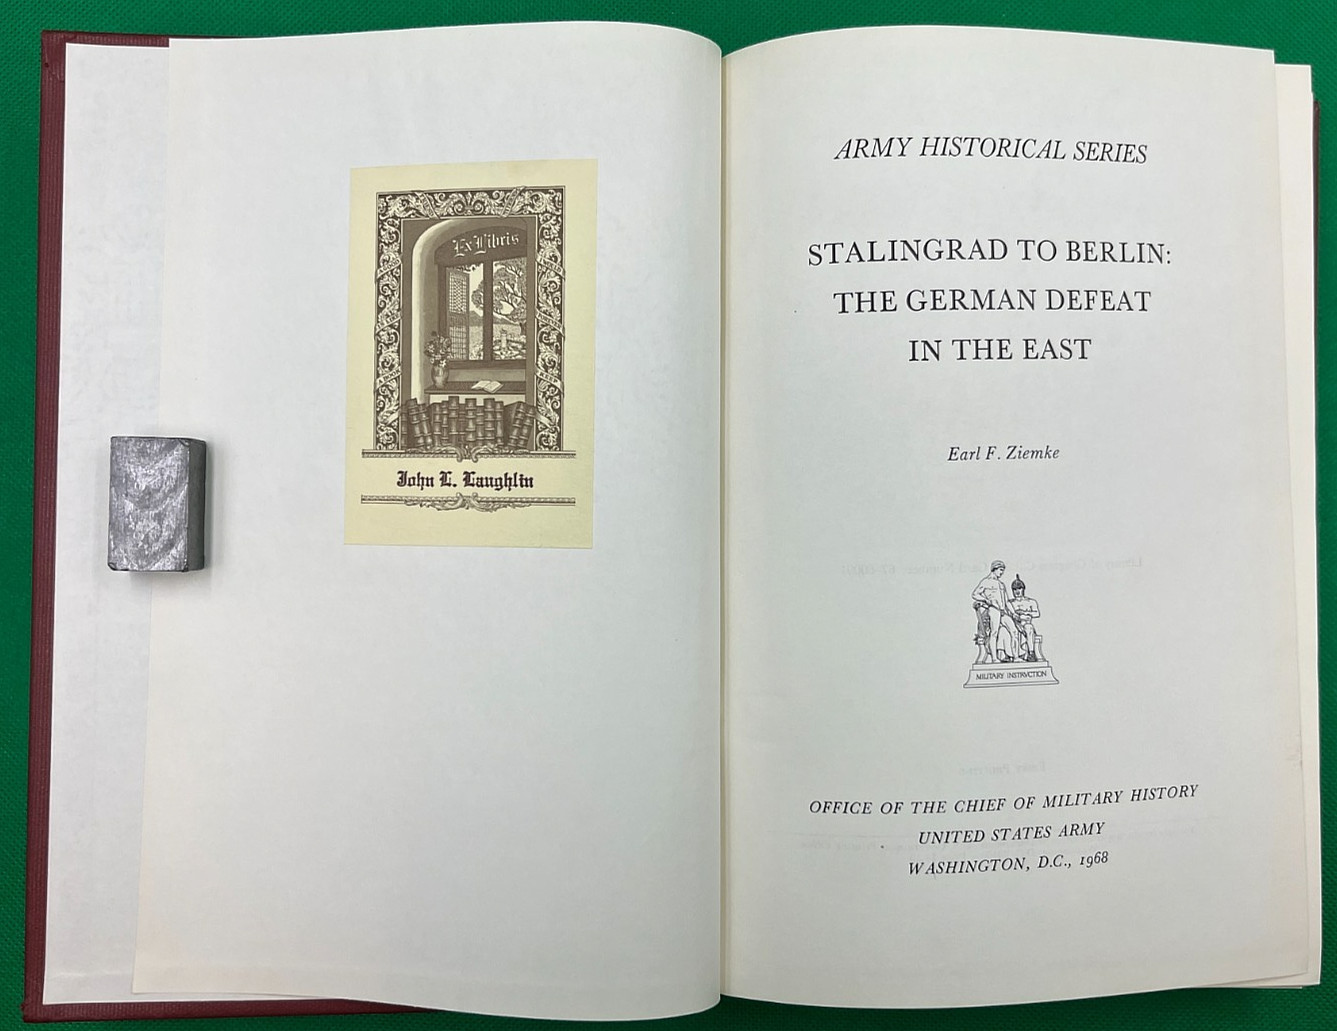 Ex Libris
John L. Laughlin
ARMY HISTORICAL SERIES
STALINGRAD TO BERLIN:
THE GERMAN DEFEAT
IN THE EAST
Earl F. Ziemke
MILITARY INSTRVCTION
OFFICE OF THE CHIEF OF MILITARY HISTORY
UNITED STATES ARMY
WASHINGTON, D.C., 1968